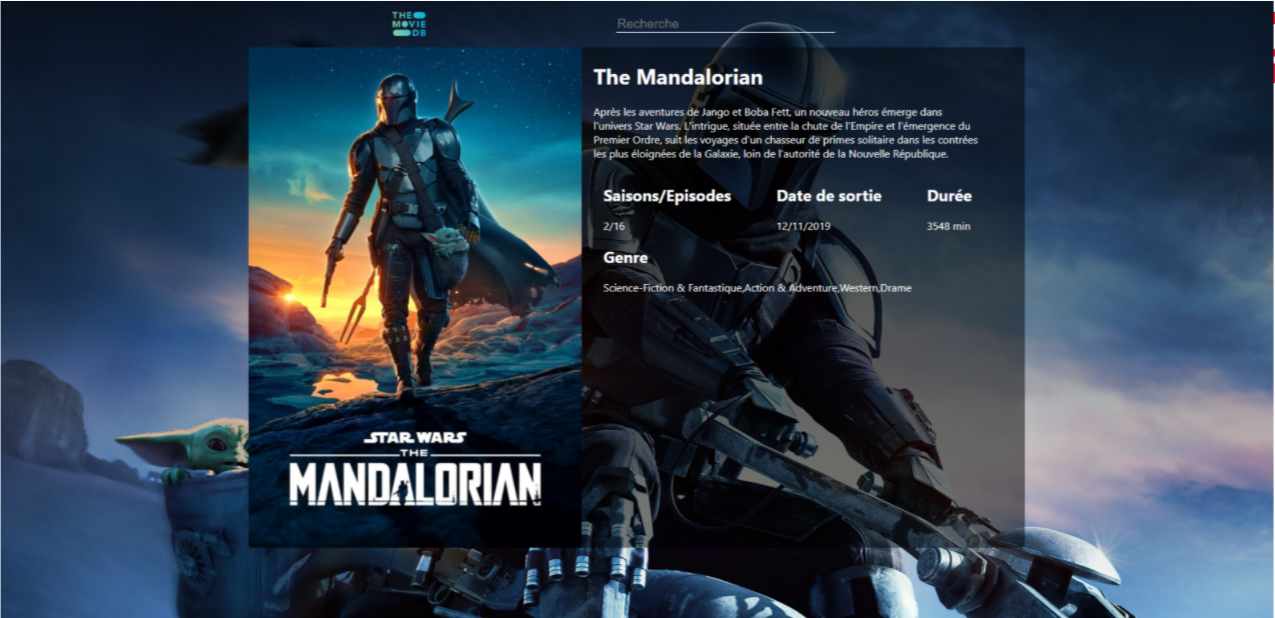 THE
MOVIE
DB
Recherche
The Mandalorian
Après les aventures de Jango et Boba Fett, un nouveau héros émerge dans
l'univers Star Wars. L'intrigue, située entre la chute de l'Empire et l'émergence du
Premier Ordre, suit les voyages d'un chasseur de primes solitaire dans les contrées
les plus éloignées de la Galaxie, loin de l'autorité de la Nouvelle République.
Saisons/Episodes Date de sortie Durée
2/16 12/11/2019 3548 min
Genre
Science-Fiction & Fantastique,Action & Adventure,Western,Drame
STAR WARS
THE
MANDALORIAN